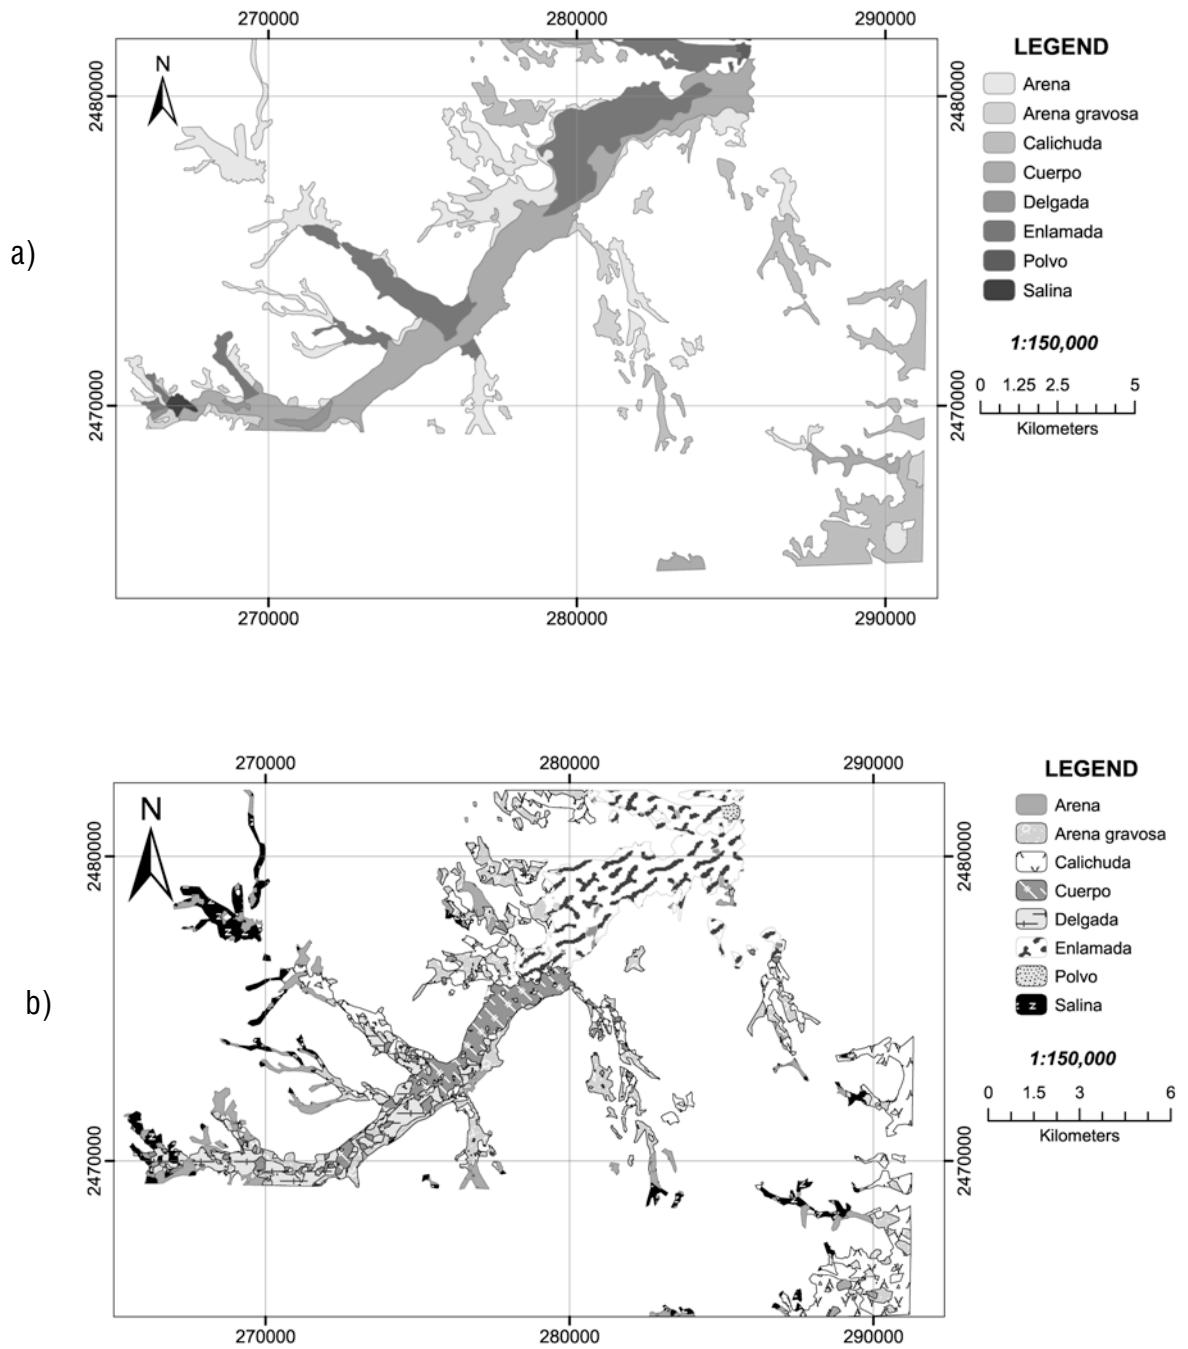 270000 280000 290000
LEGEND
N
Arena
Arena gravosa
Calichuda
Cuerpo
Delgada
Enlamada
Polvo
Salina
2480000 2480000
a)
1:150,000
0 1.25 2.5 5
Kilometers
2470000 2470000
270000 280000 290000
270000 280000 290000
LEGEND
N
Arena
Arena gravosa
Calichuda
Cuerpo
Delgada
Enlamada
Polvo
z Salina
2480000 2480000
b)
1:150,000
0 1.5 3 6
Kilometers
2470000 2470000
270000 280000 290000